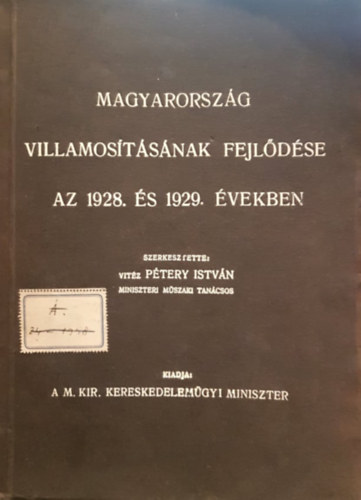 MAGYARORSZÁG
VILLAMOSÍTÁSÁNAK FEJLŐDÉSE
AZ 1928. ÉS 1929. ÉVEKBEN
SZERKESZTETTE:
VITÉZ PÉTERY ISTVÁN
MINISZTERI MŰSZAKI TANÁCSOS
Á.
KIADJA:
A M. KIR. KERESKEDELEMÜGYI MINISZTER